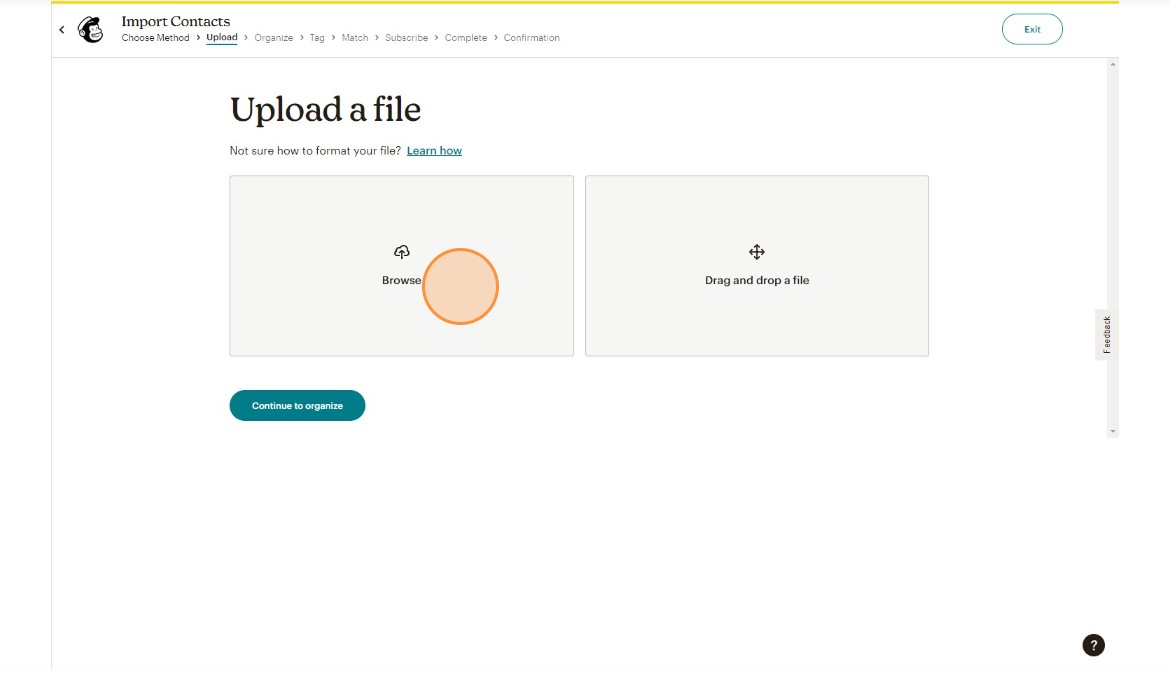 Import Contacts
Choose Method > Upload > Organize > Tag > Match > Subscribe > Complete > Confirmation
Exit
Upload a file
Not sure how to format your file? Learn how
Browse
Drag and drop a file
Feedback
Continue to organize
?